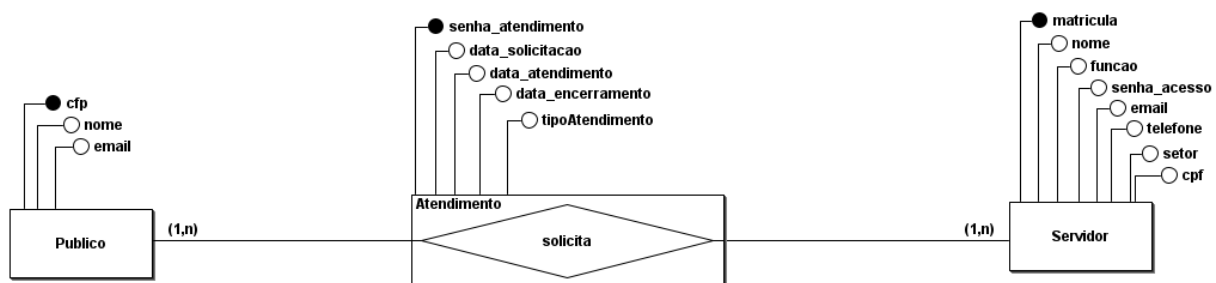 cfp
nome
email
Publico
(1,n)
senha_atendimento
data_solicitacao
data_atendimento
data_encerramento
tipoAtendimento
Atendimento
solicita
(1,n)
matricula
nome
funcao
senha_acesso
email
telefone
setor
cpf
Servidor